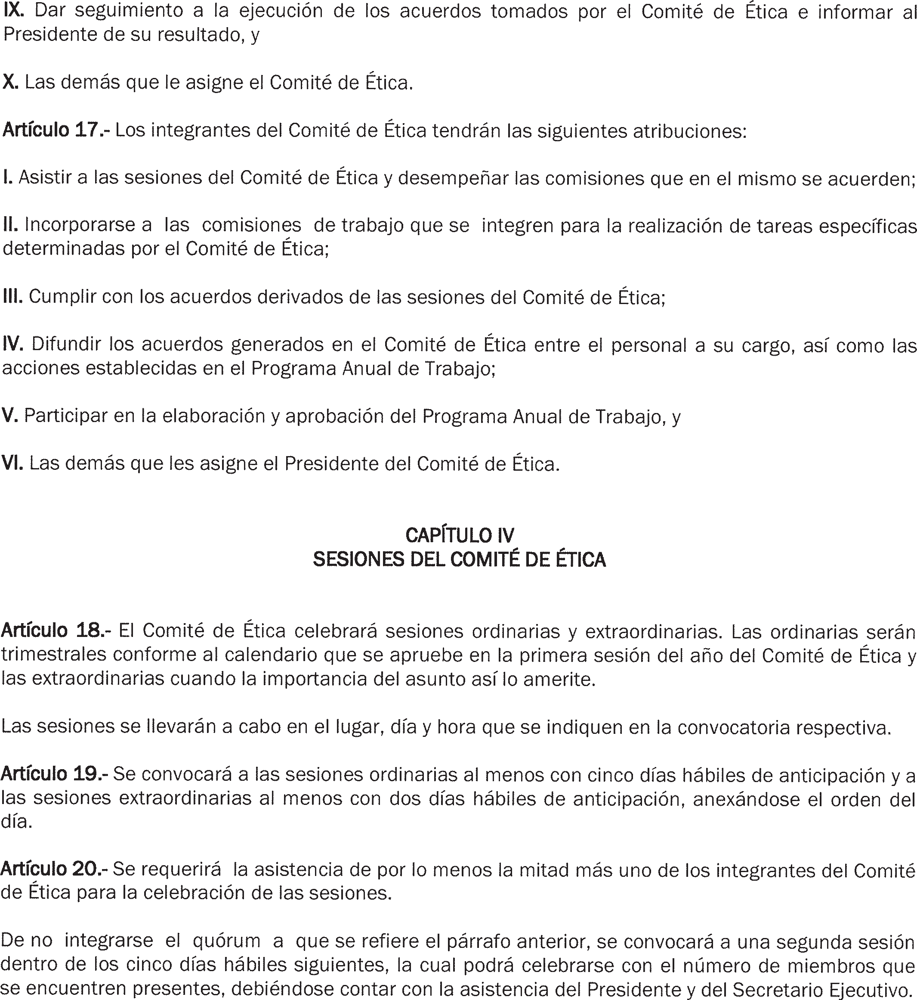 IX. Dar seguimiento a la ejecución de los acuerdos tomados por el Comité de Ética e informar al
Presidente de su resultado, y
X. Las demás que le asigne el Comité de Ética.
Artículo 17.- Los integrantes del Comité de Ética tendrán las siguientes atribuciones:
I. Asistir a las sesiones del Comité de Ética y desempeñar las comisiones que en el mismo se acuerden;
II. Incorporarse a las comisiones de trabajo que se integren para la realización de tareas específicas
determinadas por el Comité de Ética;
III. Cumplir con los acuerdos derivados de las sesiones del Comité de Ética;
IV. Difundir los acuerdos generados en el Comité de Ética entre el personal a su cargo, así como las
acciones establecidas en el Programa Anual de Trabajo;
V. Participar en la elaboración y aprobación del Programa Anual de Trabajo, y
VI. Las demás que les asigne el Presidente del Comité de Ética.
CAPÍTULO IV
SESIONES DEL COMITÉ DE ÉTICA
Artículo 18.- El Comité de Ética celebrará sesiones ordinarias y extraordinarias. Las ordinarias serán
trimestrales conforme al calendario que se apruebe en la primera sesión del año del Comité de Ética y
las extraordinarias cuando la importancia del asunto así lo amerite.
Las sesiones se llevarán a cabo en el lugar, día y hora que se indiquen en la convocatoria respectiva.
Artículo 19.- Se convocará a las sesiones ordinarias al menos con cinco días hábiles de anticipación y a
las sesiones extraordinarias al menos con dos días hábiles de anticipación, anexándose el orden del
día.
Artículo 20.- Se requerirá la asistencia de por lo menos la mitad más uno de los integrantes del Comité
de Ética para la celebración de las sesiones.
De no integrarse el quórum a que se refiere el párrafo anterior, se convocará a una segunda sesión
dentro de los cinco días hábiles siguientes, la cual podrá celebrarse con el número de miembros que
se encuentren presentes, debiéndose contar con la asistencia del Presidente y del Secretario Ejecutivo.